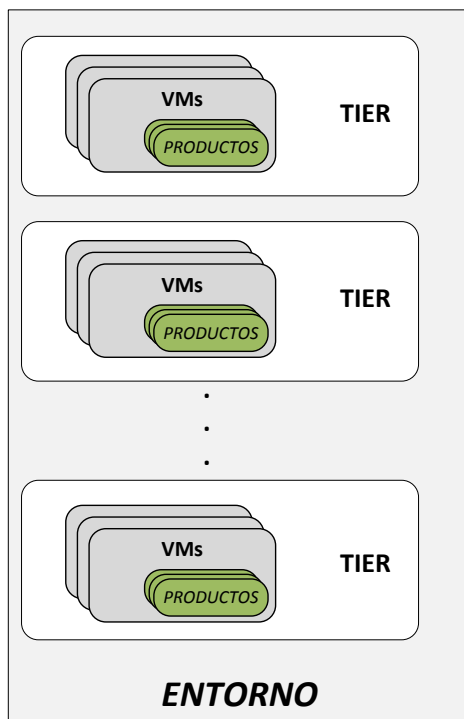 VMs
TIER
PRODUCTOS
VMs
TIER
PRODUCTOS
.
.
.
VMs
TIER
PRODUCTOS
ENTORNO